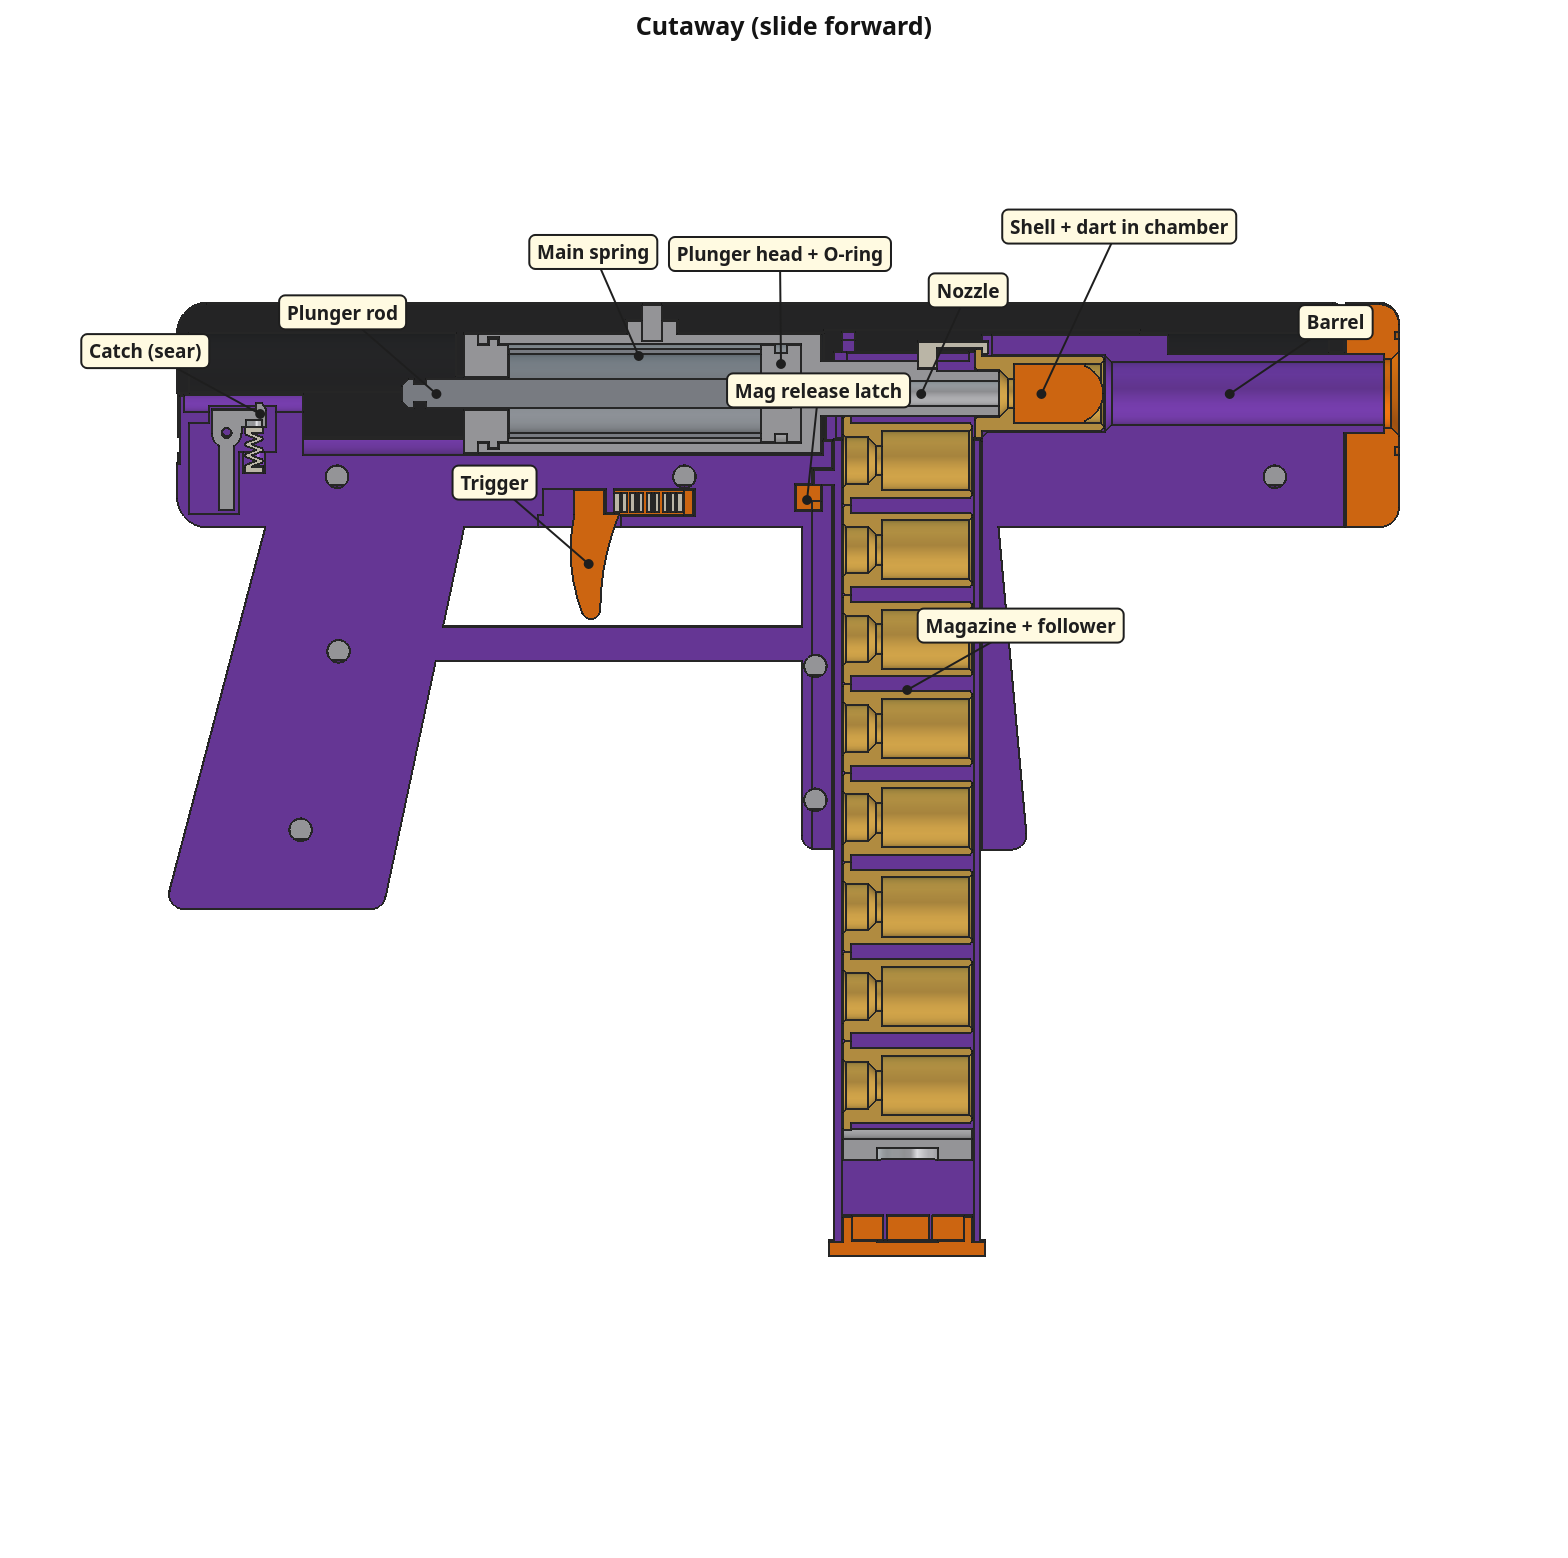 Cutaway (slide forward)
Shell + dart in chamber
Main spring
Plunger head + O-ring
Nozzle
Plunger rod
Barrel
Catch (sear)
Mag release latch
Trigger
Magazine + follower